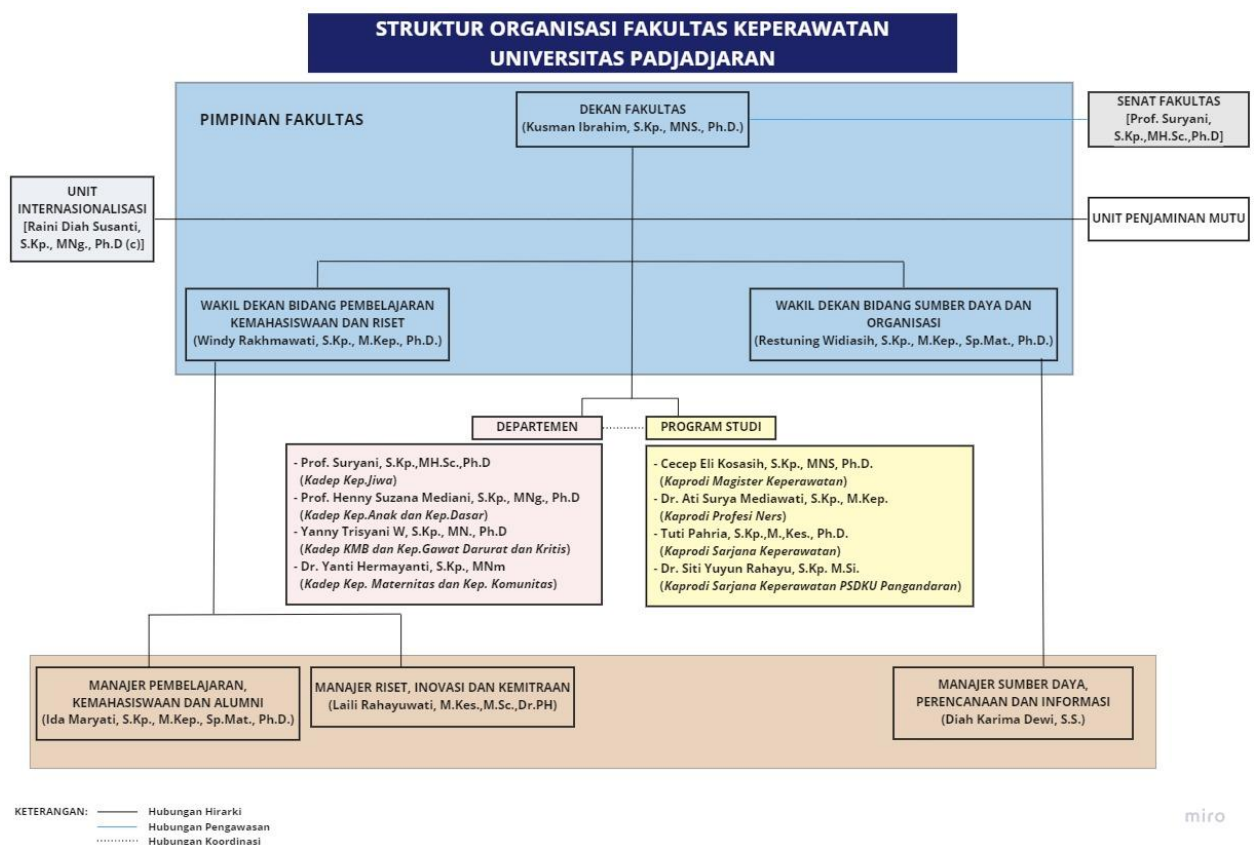 STRUKTUR ORGANISASI FAKULTAS KEPERAWATAN
UNIVERSITAS PADJADJARAN
PIMPINAN FAKULTAS
DEKAN FAKULTAS
(Kusman Ibrahim, S.Kp., MNS., Ph.D.)
SENAT FAKULTAS
[Prof. Suryani,
S.Kp.,MH.Sc.,Ph.D]
UNIT
INTERNASIONALISASI
[Raini Diah Susanti,
S.Kp., MNg., Ph.D (c)]
UNIT PENJAMINAN MUTU
WAKIL DEKAN BIDANG PEMBELAJARAN
KEMAHASISWAAN DAN RISET
(Windy Rakhmawati, S.Kp., M.Kep., Ph.D.)
WAKIL DEKAN BIDANG SUMBER DAYA DAN
ORGANISASI
(Restuning Widiasih, S.Kp., M.Kep., Sp.Mat., Ph.D.)
DEPARTEMEN
- Prof. Suryani, S.Kp.,MH.Sc.,Ph.D
(Kadep Kep.Jiwa)
- Prof. Henny Suzana Mediani, S.Kp., MNg., Ph.D
(Kadep Kep.Anak dan Kep.Dasar)
- Yanny Trisyani W, S.Kp., MN., Ph.D
(Kadep KMB dan Kep.Gawat Darurat dan Kritis)
- Dr. Yanti Hermayanti, S.Kp., MNm
(Kadep Kep. Maternitas dan Kep. Komunitas)
PROGRAM STUDI
- Cecep Eli Kosasih, S.Kp., MNS, Ph.D.
(Kaprodi Magister Keperawatan)
- Dr. Ati Surya Mediawati, S.Kp., M.Kep.
(Kaprodi Profesi Ners)
- Tuti Pahria, S.Kp.,M.,Kes., Ph.D.
(Kaprodi Sarjana Keperawatan)
- Dr. Siti Yuyun Rahayu, S.Kp. M.Si.
(Kaprodi Sarjana Keperawatan PSDKU Pangandaran)
MANAJER PEMBELAJARAN,
KEMAHASISWAAN DAN ALUMNI
(Ida Maryati, S.Kp., M.Kep., Sp.Mat., Ph.D.)
MANAJER RISET, INOVASI DAN KEMITRAAN
(Laili Rahayuwati, M.Kes.,M.Sc.,Dr.PH)
MANAJER SUMBER DAYA,
PERENCANAAN DAN INFORMASI
(Diah Karima Dewi, S.S.)
KETERANGAN:
Hubungan Hirarki
Hubungan Pengawasan
Hubungan Koordinasi
miro